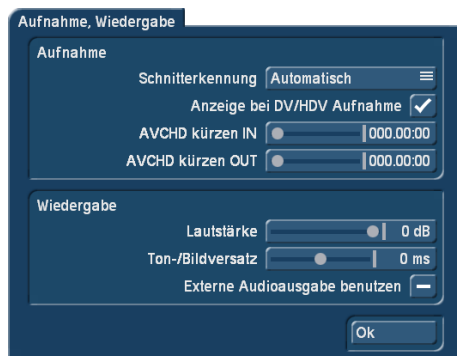 Aufnahme, Wiedergabe
Aufnahme
Schnitterkennung Automatisch
Anzeige bei DV/HDV Aufnahme
AVCHD kürzen IN 000.00:00
AVCHD kürzen OUT 000.00:00
Wiedergabe
Lautstärke 0 dB
Ton-/Bildversatz 0 ms
Externe Audioausgabe benutzen
Ok